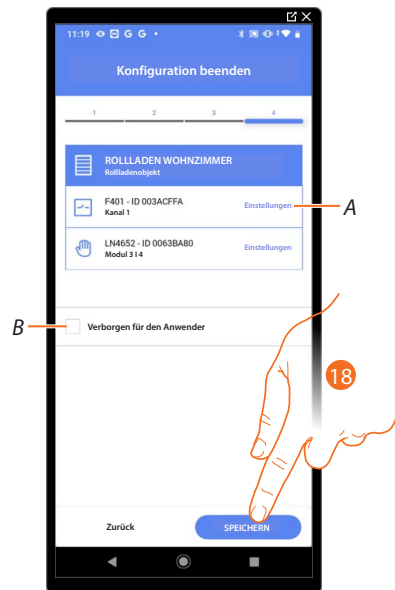 11:19 G G
Konfiguration beenden
1 2 3 4
ROLLLADEN WOHNZIMMER
Rollladenobjekt
F401 - ID 003ACFFA
Kanal 1
Einstellungen
A
LN4652 - ID 0063BA80
Modul 3 I 4
Einstellungen
B
Verborgen für den Anwender
18
Zurück
SPEICHERN